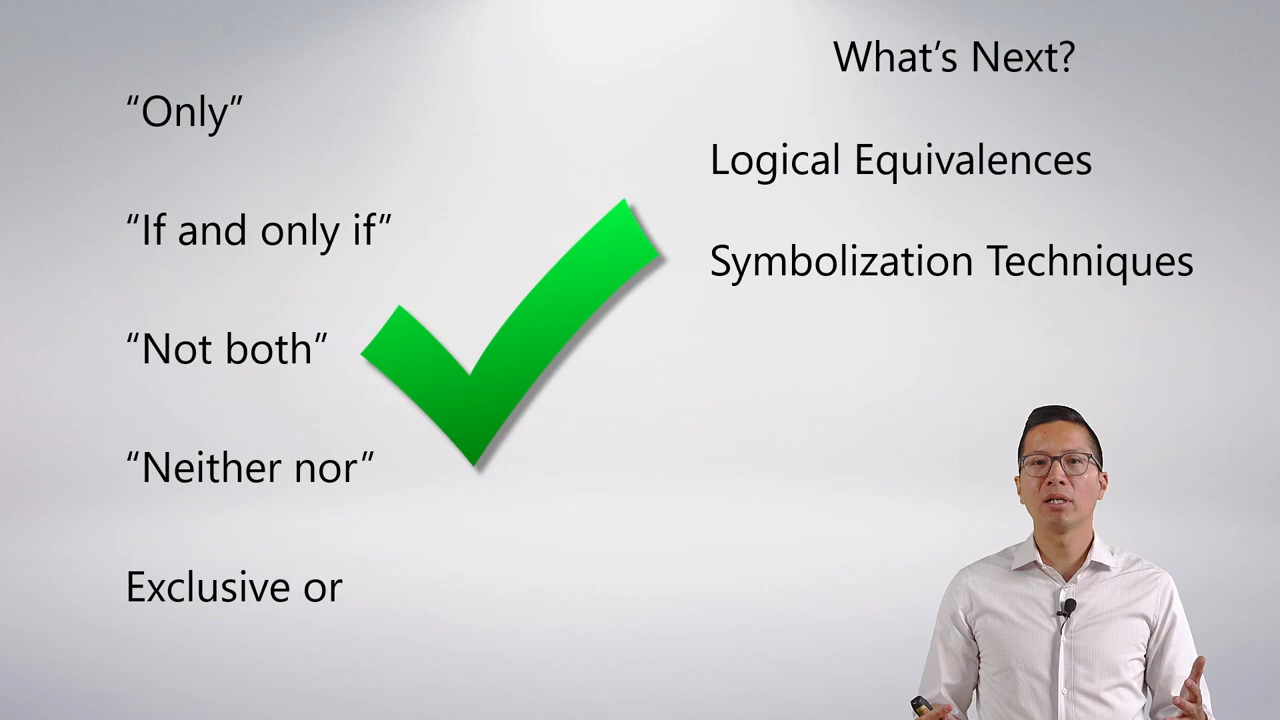 “Only”
“If and only if”
“Not both”
“Neither nor”
Exclusive or
What’s Next?
Logical Equivalences
Symbolization Techniques